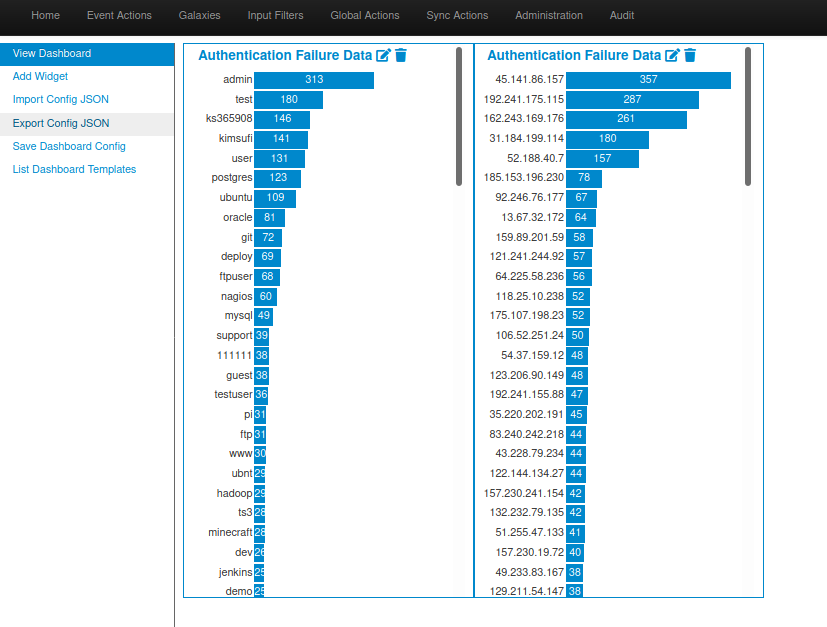 Home Event Actions Galaxies Input Filters Global Actions Sync Actions Administration Audit
View Dashboard
Add Widget
Import Config JSON
Export Config JSON
Save Dashboard Config
List Dashboard Templates
Authentication Failure Data
admin 313
test 180
ks365908 146
kimsufi 141
user 131
postgres 123
ubuntu 109
oracle 81
git 72
deploy 69
ftpuser 68
nagios 60
mysql 49
support 39
111111 38
guest 38
testuser 36
pi 31
ftp 31
www 30
ubnt 29
hadoop 29
ts3 28
minecraft 28
dev 26
jenkins 25
demo 25
Authentication Failure Data
45.141.86.157 357
192.241.175.115 287
162.243.169.176 261
31.184.199.114 180
52.188.40.7 157
185.153.196.230 78
92.246.76.177 67
13.67.32.172 64
159.89.201.59 58
121.241.244.92 57
64.225.58.236 56
118.25.10.238 52
175.107.198.23 52
106.52.251.24 50
54.37.159.12 48
123.206.90.149 48
192.241.155.88 47
35.220.202.191 45
83.240.242.218 44
43.228.79.234 44
122.144.134.27 44
157.230.241.154 42
132.232.79.135 42
51.255.47.133 41
157.230.19.72 40
49.233.83.167 38
129.211.54.147 38